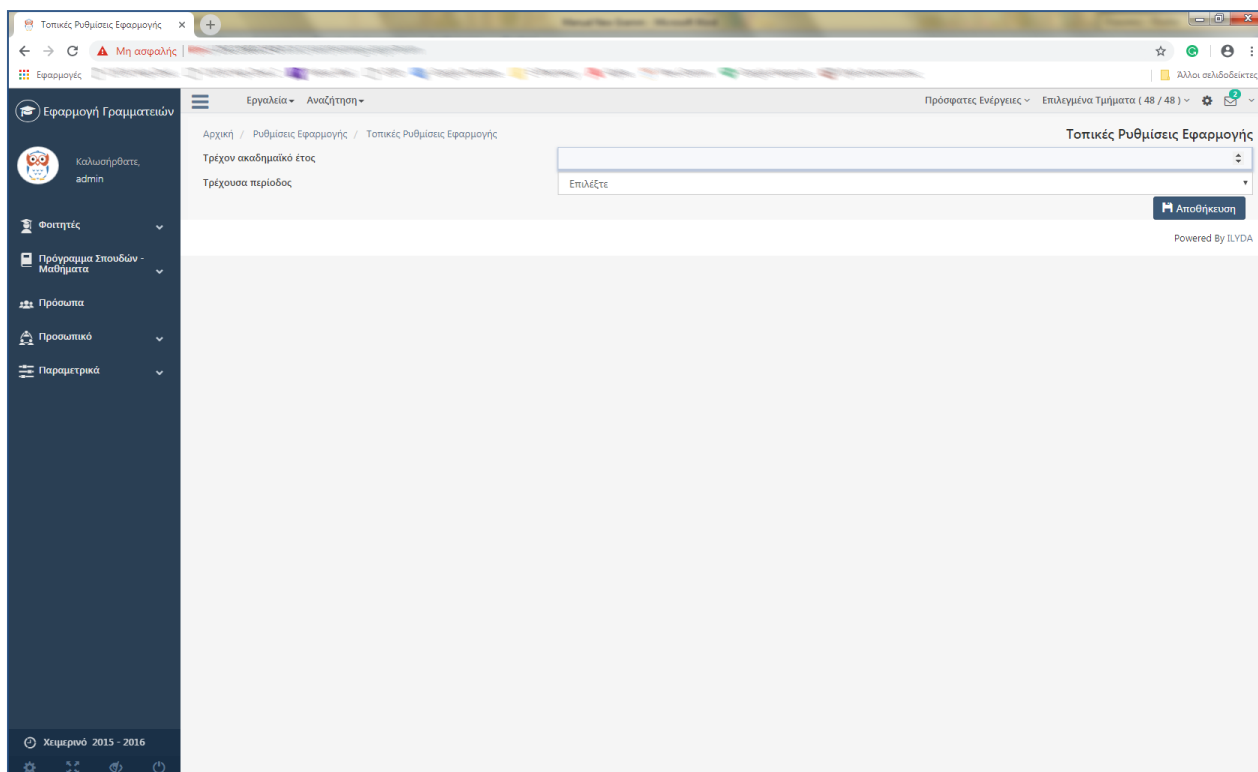 Τοπικές Ρυθμίσεις Εφαρμογής
Μη ασφαλής
Εφαρμογές
Άλλοι σελιδοδείκτες
Εφαρμογή Γραμματειών
Εργαλεία Αναζήτηση
Πρόσφατες Ενέργειες Επιλεγμένα Τμήματα ( 48 / 48 ) 2
Αρχική / Ρυθμίσεις Εφαρμογής / Τοπικές Ρυθμίσεις Εφαρμογής
Τοπικές Ρυθμίσεις Εφαρμογής
Καλωσήρθατε,
admin
Τρέχον ακαδημαϊκό έτος
Τρέχουσα περίοδος
Επιλέξτε
Αποθήκευση
Powered By ILYDA
Φοιτητές
Πρόγραμμα Σπουδών -
Μαθήματα
Πρόσωπα
Προσωπικό
Παραμετρικά
Χειμερινό 2015 - 2016